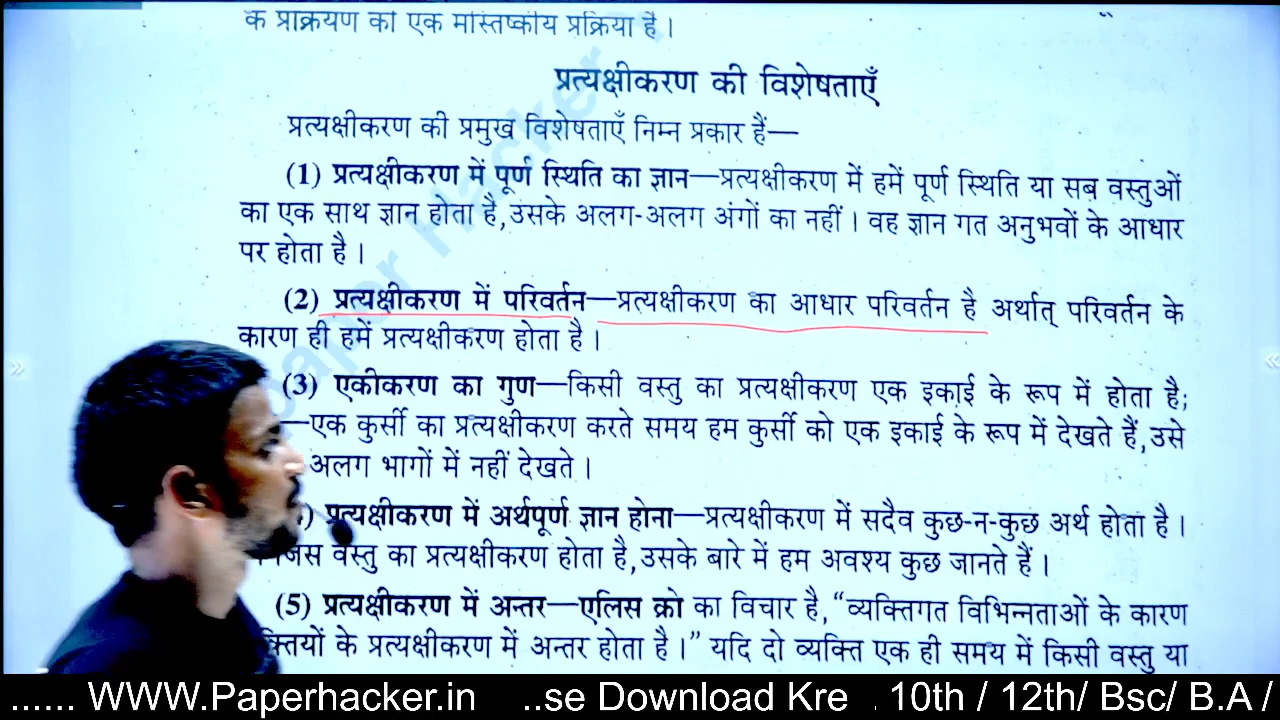 क प्राक्रयण की एक मस्तिष्कीय प्रक्रिया है।
प्रत्यक्षीकरण की विशेषताएँ
प्रत्यक्षीकरण की प्रमुख विशेषताएँ निम्न प्रकार हैं—
(1) प्रत्यक्षीकरण में पूर्ण स्थिति का ज्ञान—प्रत्यक्षीकरण में हमें पूर्ण स्थिति या सब वस्तुओं
का एक साथ ज्ञान होता है, उसके अलग-अलग अंगों का नहीं। वह ज्ञान गत अनुभवों के आधार
पर होता है।
(2) प्रत्यक्षीकरण में परिवर्तन—प्रत्यक्षीकरण का आधार परिवर्तन है अर्थात् परिवर्तन के
कारण ही हमें प्रत्यक्षीकरण होता है।
(3) एकीकरण का गुण—किसी वस्तु का प्रत्यक्षीकरण एक इकाई के रूप में होता है;
—एक कुर्सी का प्रत्यक्षीकरण करते समय हम कुर्सी को एक इकाई के रूप में देखते हैं, उसे
अलग भागों में नहीं देखते।
) प्रत्यक्षीकरण में अर्थपूर्ण ज्ञान होना—प्रत्यक्षीकरण में सदैव कुछ-न-कुछ अर्थ होता है।
जिस वस्तु का प्रत्यक्षीकरण होता है, उसके बारे में हम अवश्य कुछ जानते हैं।
(5) प्रत्यक्षीकरण में अन्तर—एलिस क्रो का विचार है, “व्यक्तिगत विभिन्नताओं के कारण
क्तियों के प्रत्यक्षीकरण में अन्तर होता है।” यदि दो व्यक्ति एक ही समय में किसी वस्तु या
Paper Hacker
...... WWW.Paperhacker.in ..se Download Kre . 10th / 12th/ Bsc/ B.A /